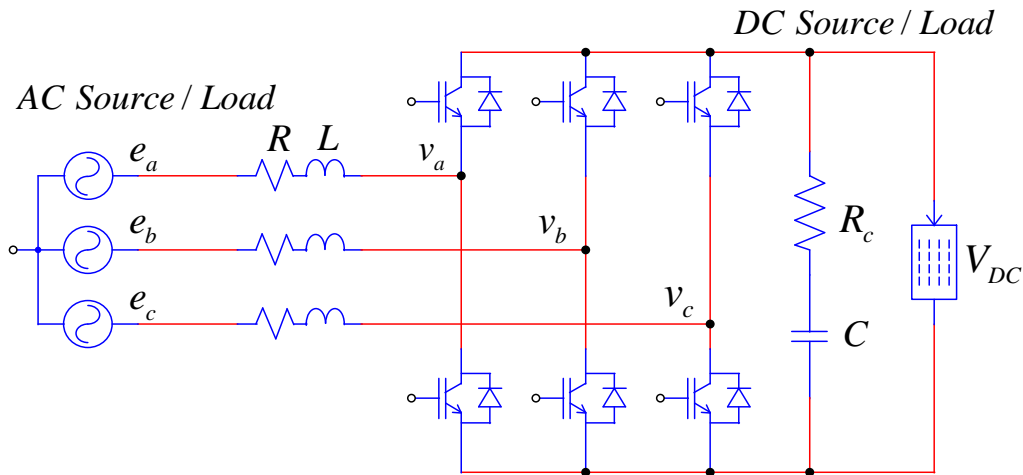 DC Source / Load
AC Source / Load
e_a
R
L
v_a
e_b
v_b
R_c
V_DC
e_c
v_c
C